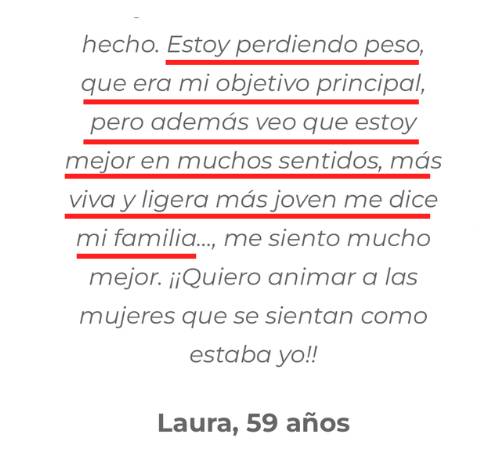 hecho. Estoy perdiendo peso,
que era mi objetivo principal,
pero además veo que estoy
mejor en muchos sentidos, más
viva y ligera más joven me dice
mi familia..., me siento mucho
mejor. ¡¡Quiero animar a las
mujeres que se sientan como
estaba yo!!
Laura, 59 años